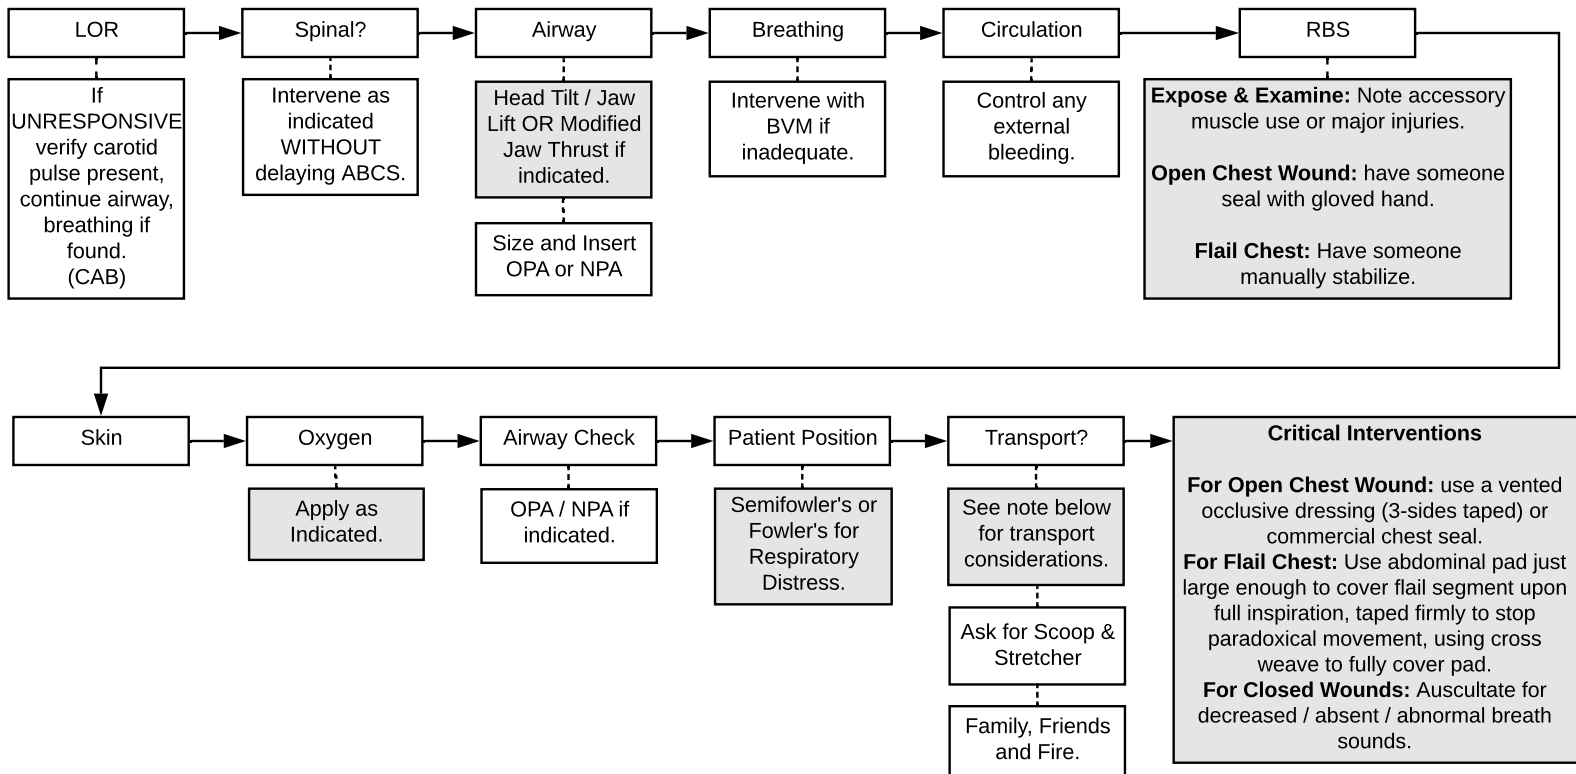 LOR
Spinal?
Airway
Breathing
Circulation
RBS
If
UNRESPONSIVE
verify carotid
pulse present,
continue airway,
breathing if
found.
(CAB)
Intervene as
indicated
WITHOUT
delaying ABCS.
Head Tilt / Jaw
Lift OR Modified
Jaw Thrust if
indicated.
Size and Insert
OPA or NPA
Intervene with
BVM if
inadequate.
Control any
external
bleeding.
Expose & Examine: Note accessory
muscle use or major injuries.
Open Chest Wound: have someone
seal with gloved hand.
Flail Chest: Have someone
manually stabilize.
Skin
Oxygen
Airway Check
Patient Position
Transport?
Apply as
Indicated.
OPA / NPA if
indicated.
Semifowler's or
Fowler's for
Respiratory
Distress.
See note below
for transport
considerations.
Ask for Scoop &
Stretcher
Family, Friends
and Fire.
Critical Interventions
For Open Chest Wound: use a vented
occlusive dressing (3-sides taped) or
commercial chest seal.
For Flail Chest: Use abdominal pad just
large enough to cover flail segment upon
full inspiration, taped firmly to stop
paradoxical movement, using cross
weave to fully cover pad.
For Closed Wounds: Auscultate for
decreased / absent / abnormal breath
sounds.